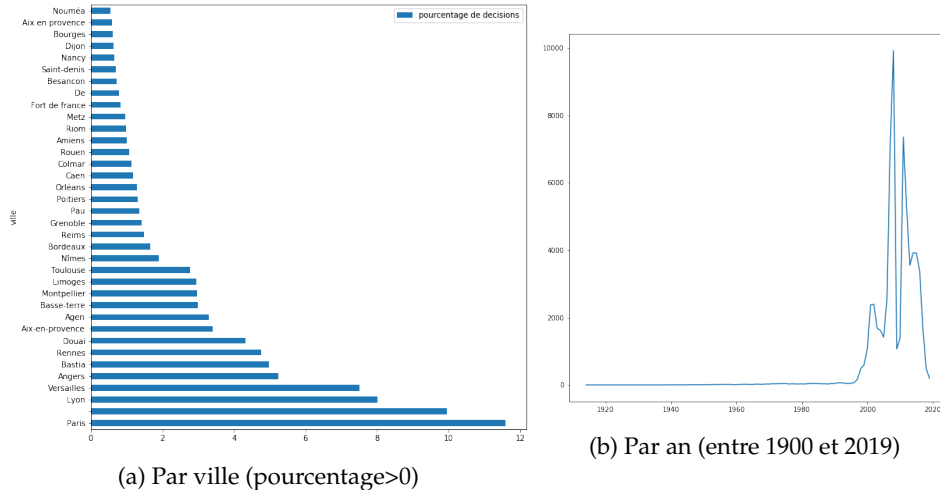 Nouméa
Aix en provence
Bourges
Dijon
Nancy
Saint-denis
Besancon
De
Fort de france
Metz
Riom
Amiens
Rouen
Colmar
Caen
Orléans
Poitiers
Pau
Grenoble
Reims
Bordeaux
Nîmes
Toulouse
Limoges
Montpellier
Basse-terre
Agen
Aix-en-provence
Douai
Rennes
Bastia
Angers
Versailles
Lyon
Paris
ville
0 2 4 6 8 10 12
pourcentage de decisions
(a) Par ville (pourcentage>0)
10000
8000
6000
4000
2000
0
1920 1940 1960 1980 2000 2020
(b) Par an (entre 1900 et 2019)